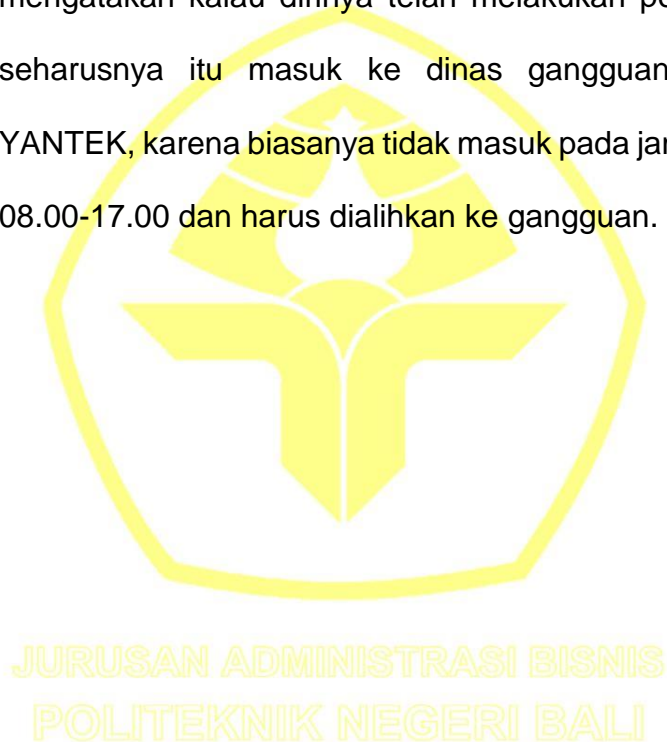 mengatakan kalau dirinya telah melakukan
seharusnya itu masuk ke dinas gangguan
YANTEK, karena biasanya tidak masuk pada
08.00-17.00 dan harus dialihkan ke gangguan.
JURUSAN ADMINISTRASI BISNIS
POLITEKNIK NEGERI BALI